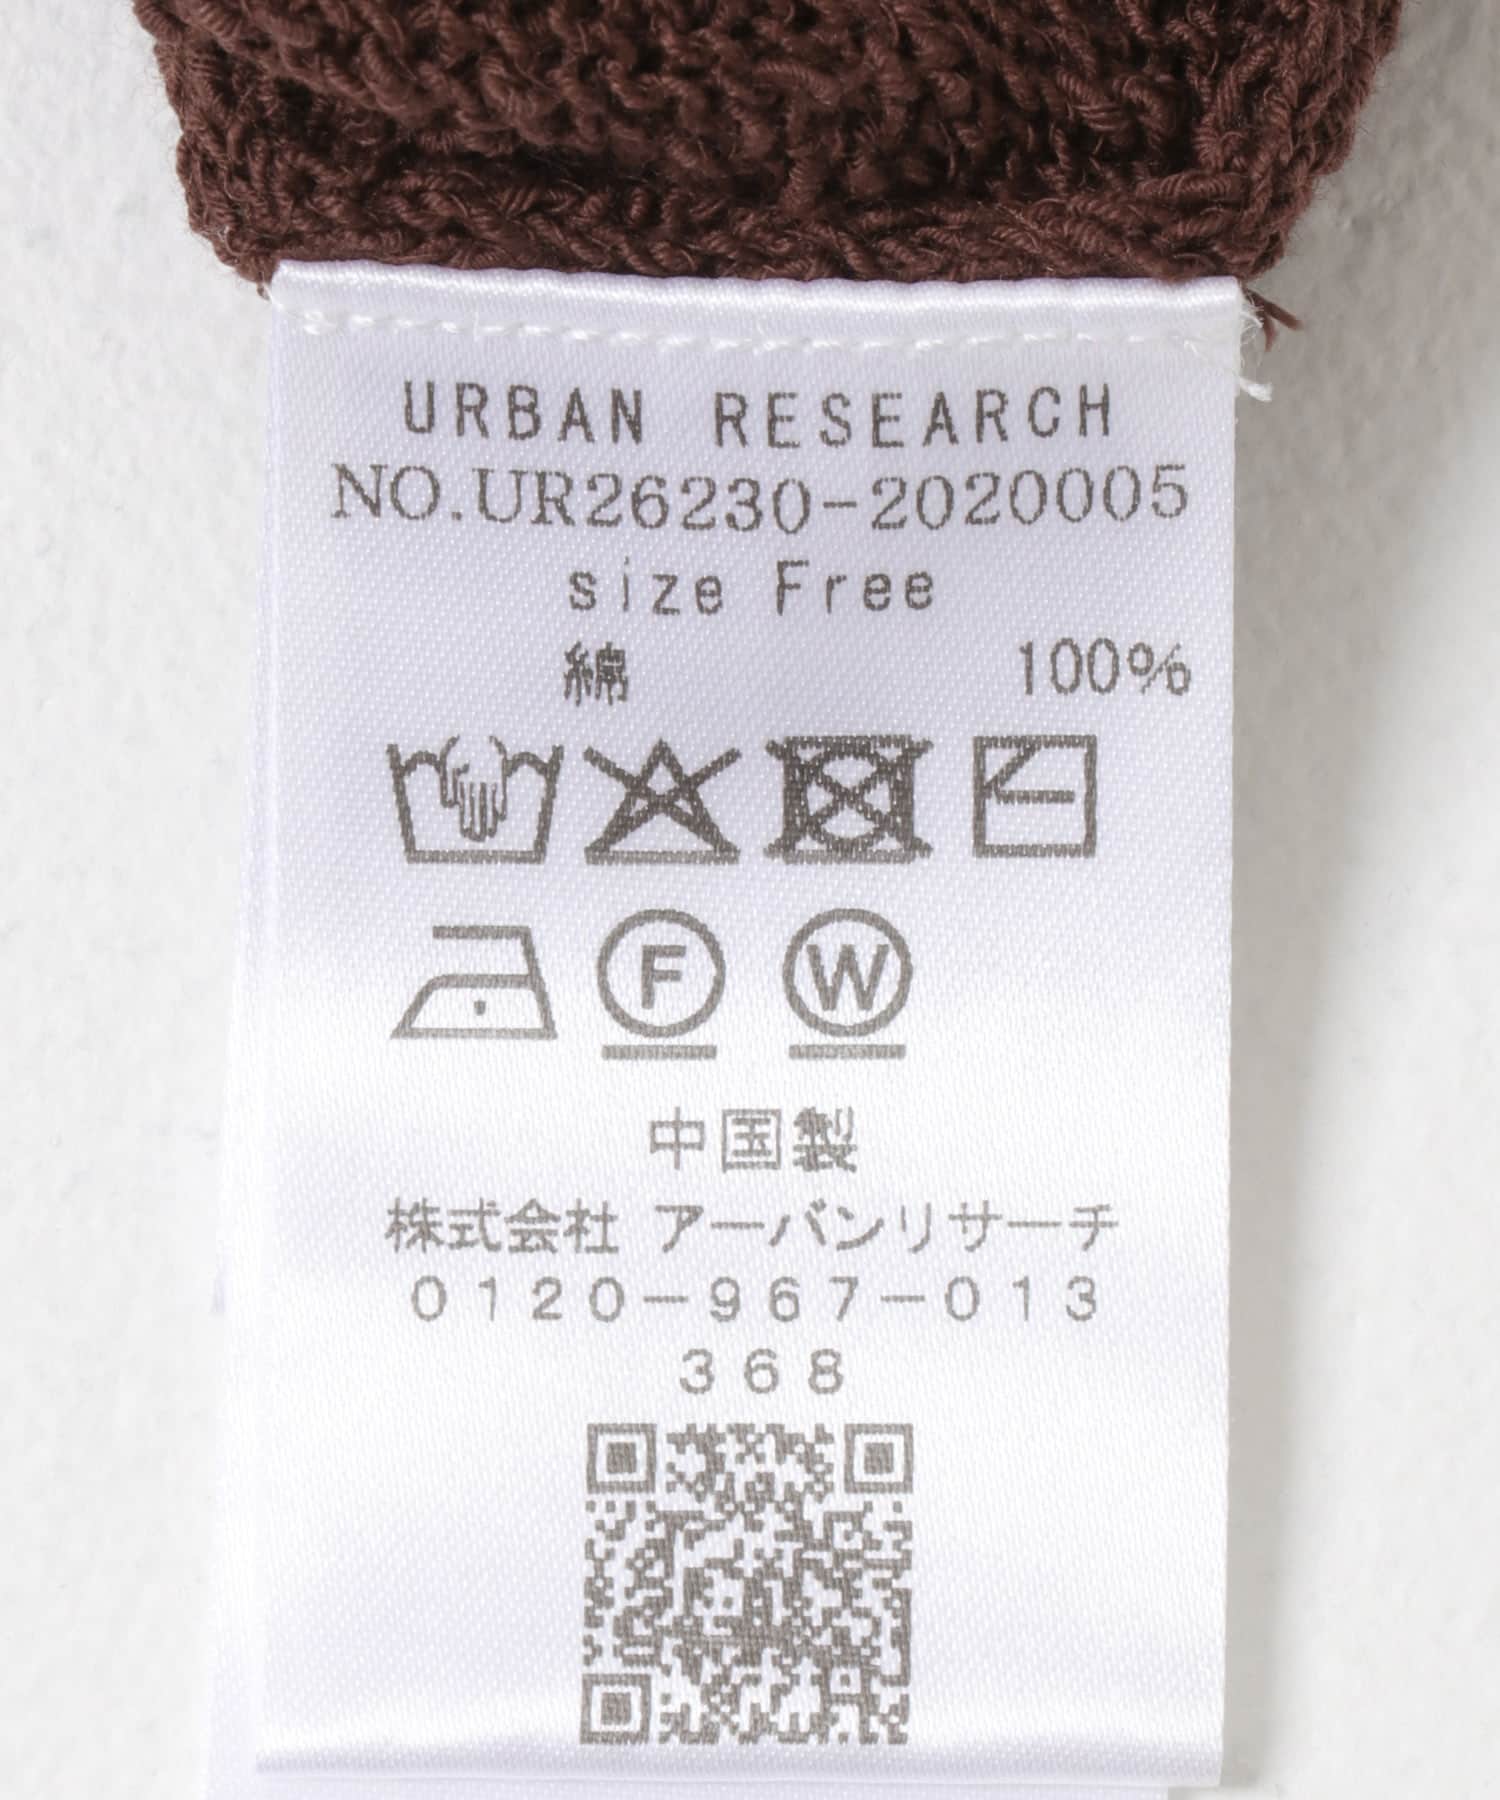 URBAN RESEARCH
NO.UR26230-2020005
size Free
綿 100%
F W
中国製
株式会社 アーバンリサーチ
0120-967-013
368